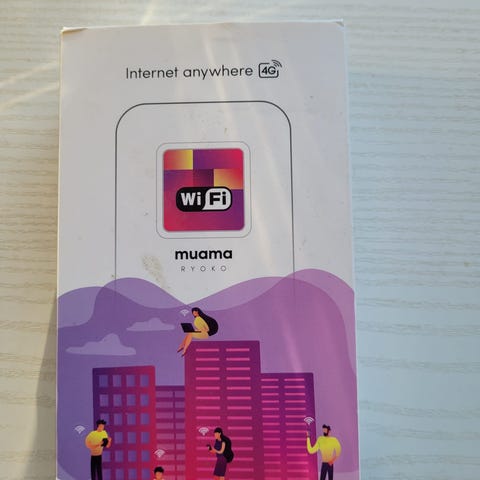 Internet anywhere 4G
WiFi
muama
RYOKO